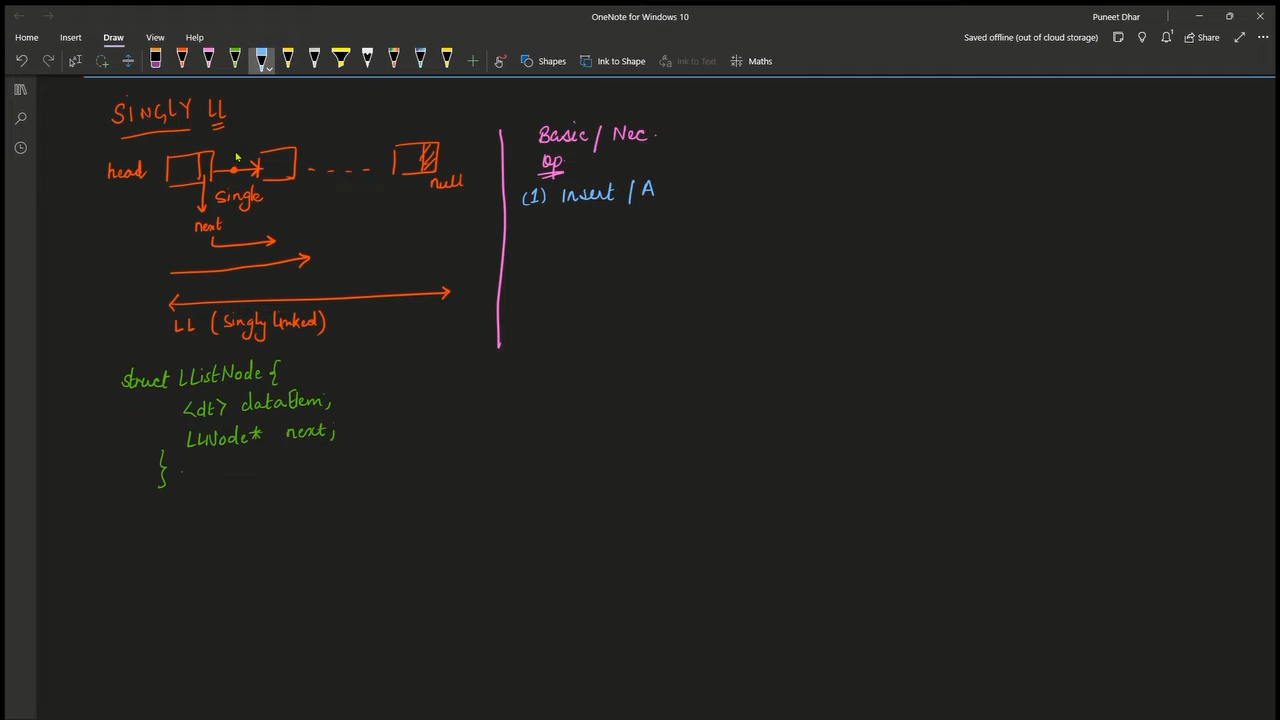 OneNote for Windows 10
Puneet Dhar
Home Insert Draw View Help
Saved offline (out of cloud storage)
Share
Shapes
Ink to Shape
Ink to Text
Maths
SINGLY LL
head
single
null
next
LL (Singly linked)
struct LListNode {
<dt> dataElem;
LLNode* next;
}
Basic / Nec.
Op.
(1) Insert / A